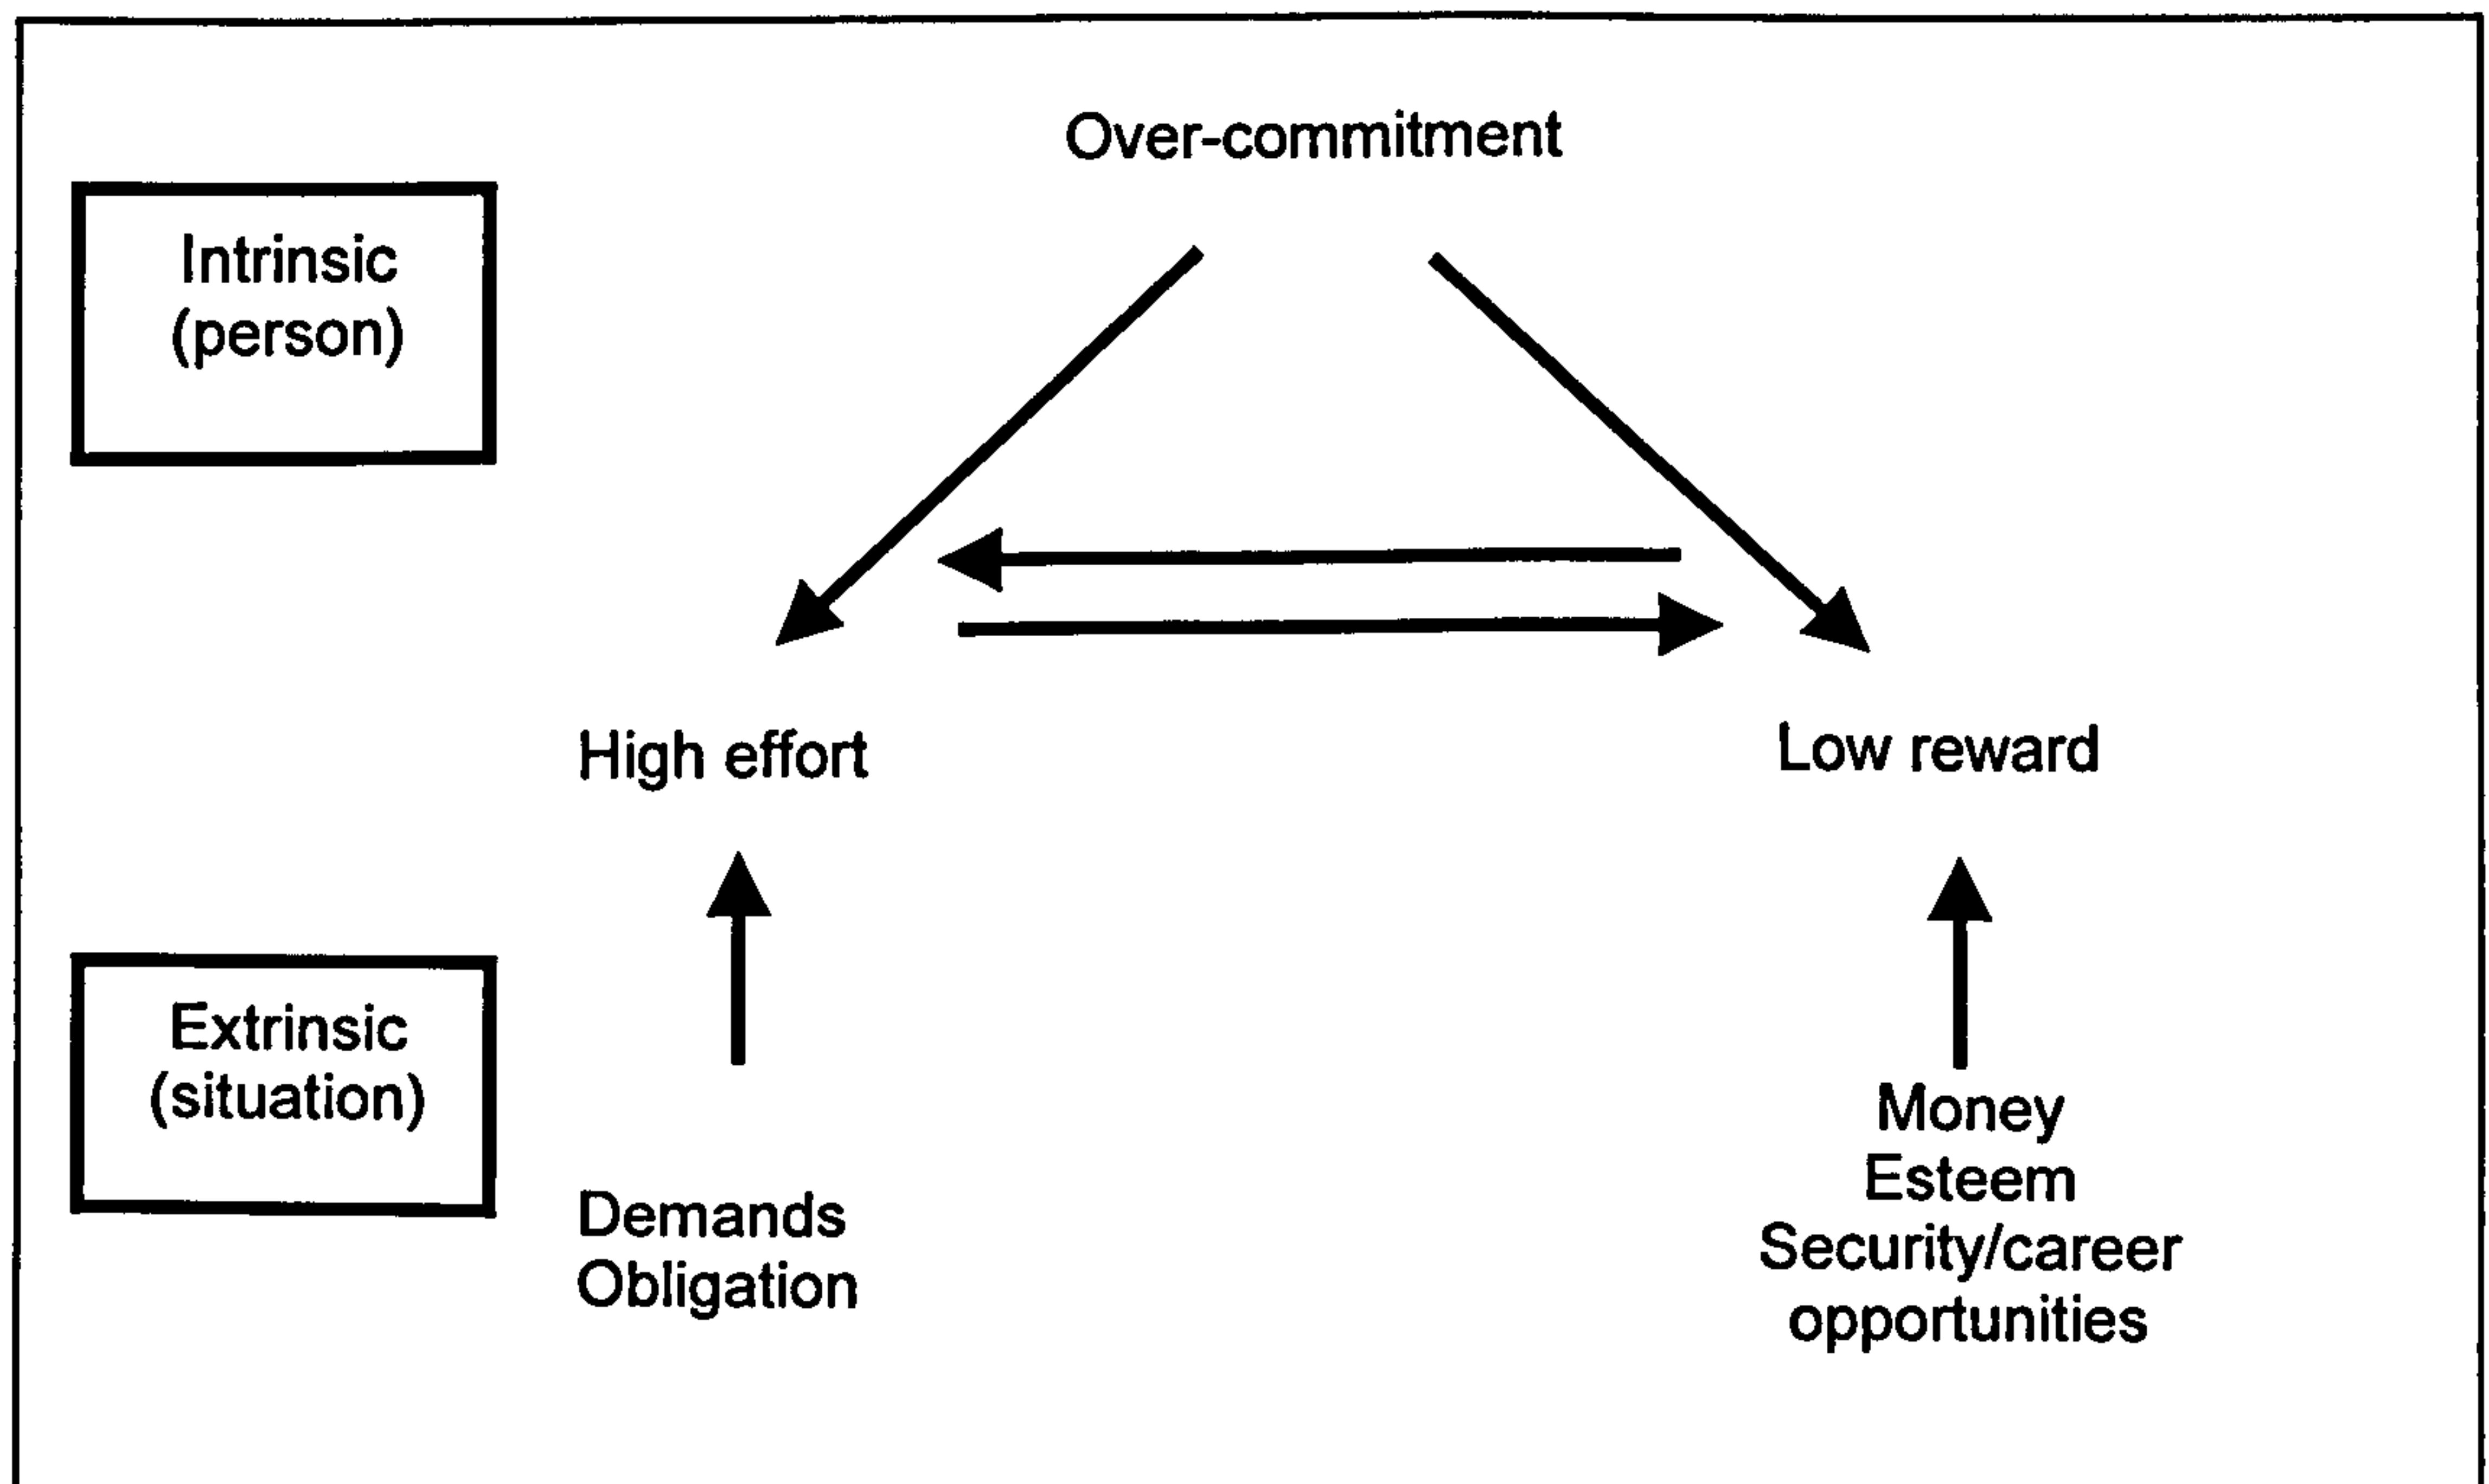 Over-commitment
Intrinsic
(person)
High effort
Low reward
Extrinsic
(situation)
Demands
Obligation
Money
Esteem
Security/career
opportunities